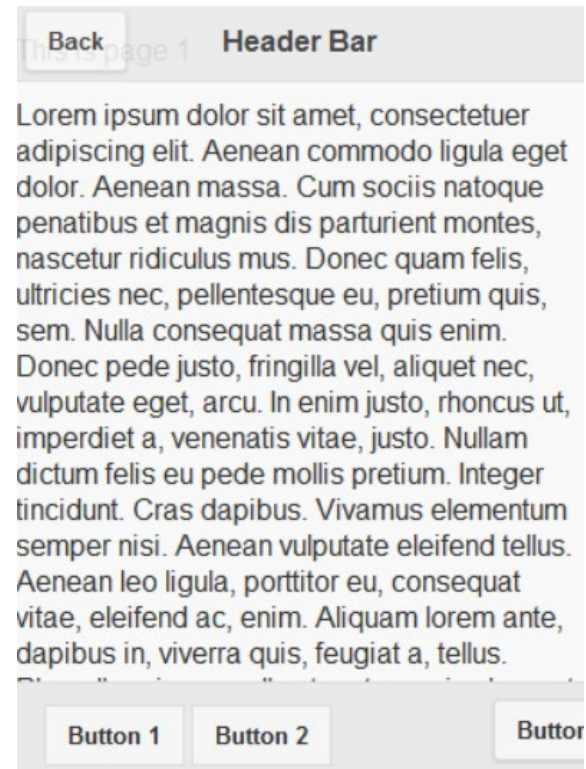 Back Header Bar
This is page 1
Lorem ipsum dolor sit amet, consectetuer
adipiscing elit. Aenean commodo ligula eget
dolor. Aenean massa. Cum sociis natoque
penatibus et magnis dis parturient montes,
nascetur ridiculus mus. Donec quam felis,
ultricies nec, pellentesque eu, pretium quis,
sem. Nulla consequat massa quis enim.
Donec pede justo, fringilla vel, aliquet nec,
vulputate eget, arcu. In enim justo, rhoncus ut,
imperdiet a, venenatis vitae, justo. Nullam
dictum felis eu pede mollis pretium. Integer
tincidunt. Cras dapibus. Vivamus elementum
semper nisi. Aenean vulputate eleifend tellus.
Aenean leo ligula, porttitor eu, consequat
vitae, eleifend ac, enim. Aliquam lorem ante,
dapibus in, viverra quis, feugiat a, tellus.
Button 1 Button 2 Button